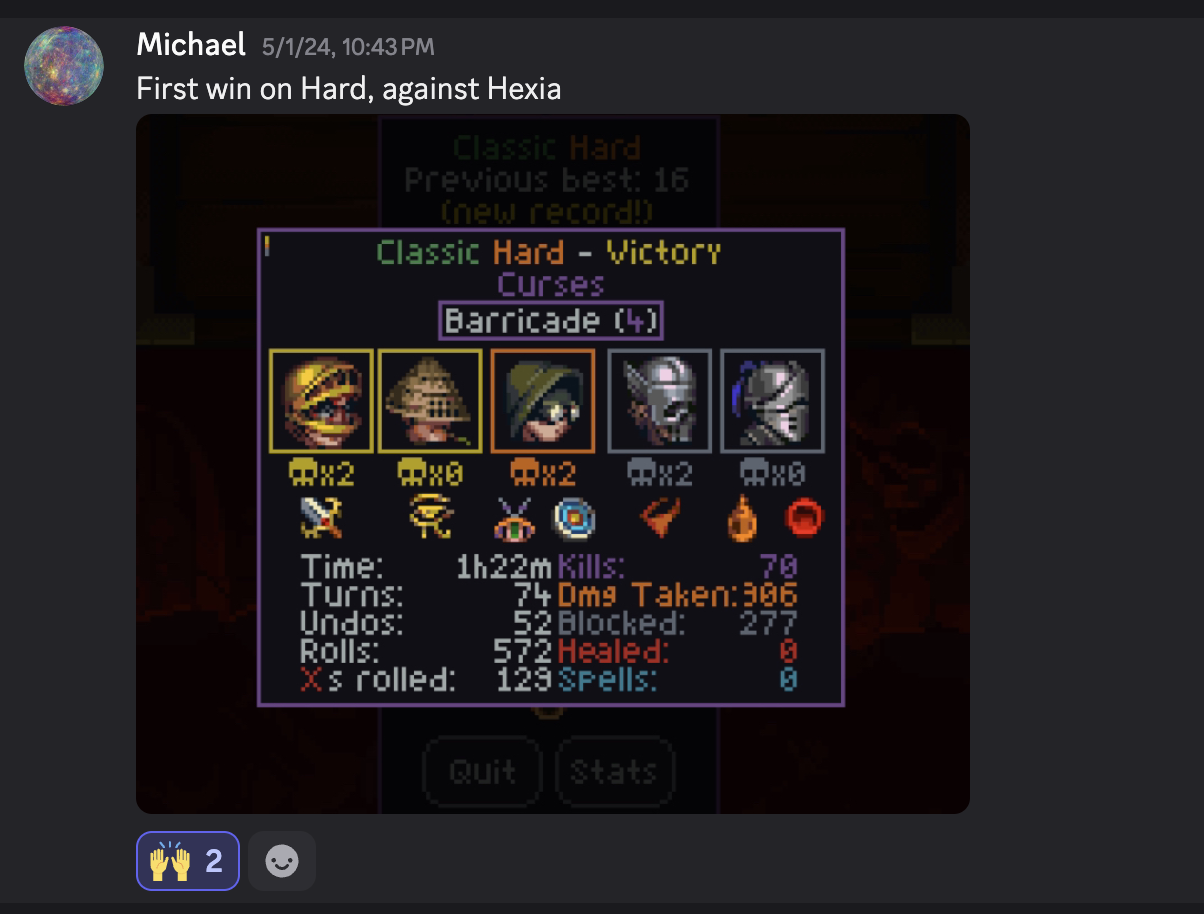 Michael 5/1/24, 10:43 PM
First win on Hard, against Hexia
Classic Hard
Previous best: 16
(new record!)
Classic Hard - Victory
Curses
Barricade (4)
x2 x0 x2 x2 x0
Time: 1h22m Kills: 70
Turns: 74 Dmg Taken: 306
Undos: 52 Blocked: 277
Rolls: 572 Healed: 0
Xs rolled: 129 Spells: 0
Quit Stats
2